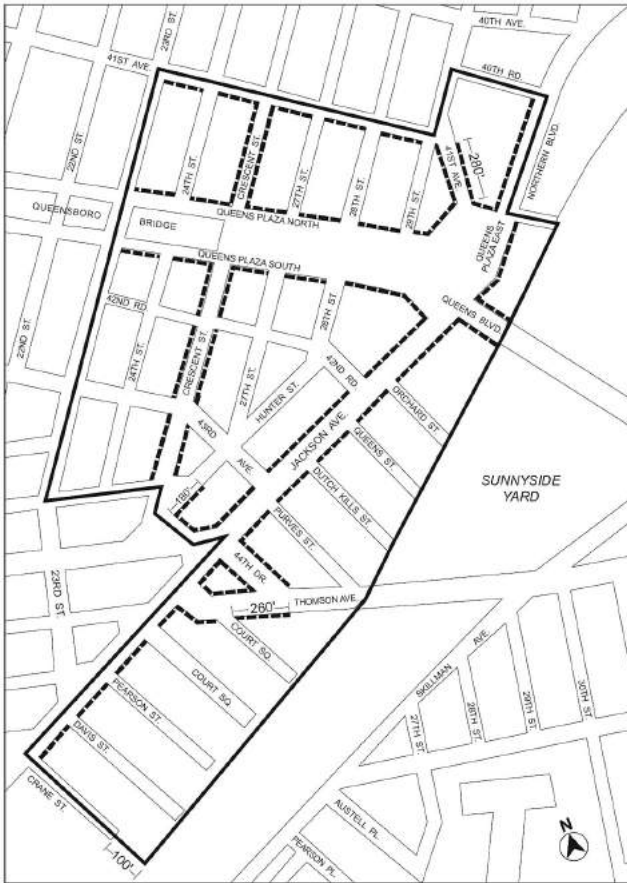 40TH AVE.
23RD ST.
41ST AVE.
40TH RD.
NORTHERN BLVD.
22ND ST.
24TH ST.
CRESCENT ST.
27TH ST.
28TH ST.
29TH ST.
41ST AVE.
280'
QUEENSBORO
BRIDGE
QUEENS PLAZA NORTH
QUEENS PLAZA EAST
QUEENS PLAZA SOUTH
QUEENS BLVD.
42ND RD.
22ND ST.
24TH ST.
CRESCENT ST.
27TH ST.
28TH ST.
42ND RD.
HUNTER ST.
43RD
AVE.
JACKSON AVE.
ORCHARD ST.
QUEENS ST.
DUTCH KILLS ST.
PURVES ST.
SUNNYSIDE
YARD
180'
44TH DR.
23RD ST.
THOMSON AVE.
260'
COURT SQ.
COURT SQ.
PEARSON ST.
DAVIS ST.
CRANE ST.
100'
SKILLMAN AVE.
27TH ST.
28TH ST.
29TH ST.
30TH ST.
AUSTELL PL.
PEARSON PL.
N